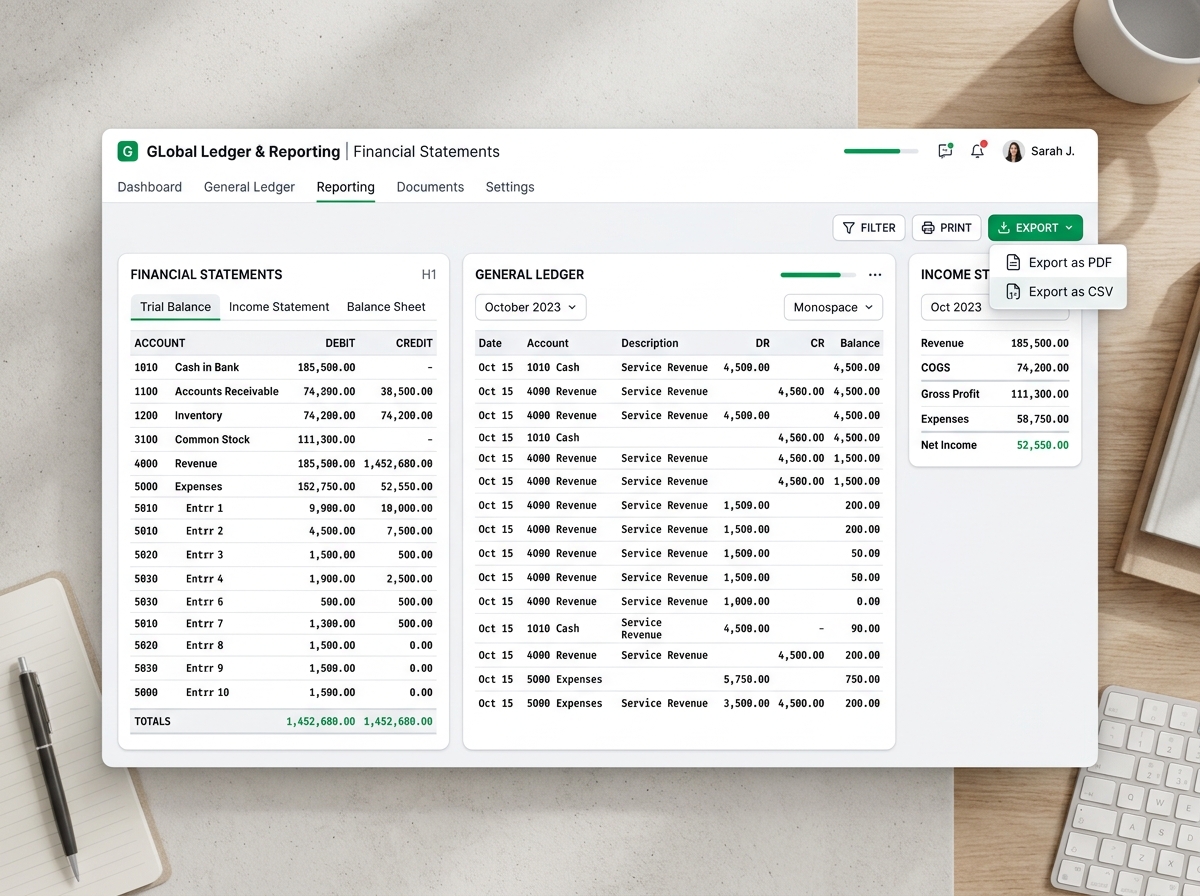 G GLobal Ledger & Reporting | Financial Statements Sarah J.
Dashboard General Ledger Reporting Documents Settings
FILTER PRINT EXPORT
Export as PDF
Export as CSV
FINANCIAL STATEMENTS H1
Trial Balance Income Statement Balance Sheet
ACCOUNT DEBIT CREDIT
1010 Cash in Bank 185,500.00 –
1100 Accounts Receivable 74,200.00 38,500.00
1200 Inventory 74,200.00 74,200.00
3100 Common Stock 111,300.00 –
4000 Revenue 185,500.00 1,452,680.00
5000 Expenses 152,750.00 52,550.00
5010 Entrr 1 9,900.00 10,000.00
5010 Entrr 2 4,500.00 7,500.00
5020 Entrr 3 1,500.00 500.00
5030 Entrr 4 1,900.00 2,500.00
5030 Entrr 6 500.00 500.00
5010 Entrr 7 1,300.00 500.00
5020 Entrr 8 1,500.00 0.00
5030 Entrr 9 1,500.00 0.00
5000 Entrr 10 1,500.00 0.00
TOTALS 1,452,680.00 1,452,680.00
GENERAL LEDGER
October 2023 Monospace
Date Account Description DR CR Balance
Oct 15 1010 Cash Service Revenue 4,500.00 4,500.00
Oct 15 4000 Revenue Service Revenue 4,560.00 4,500.00
Oct 15 4000 Revenue Service Revenue 4,500.00 4,500.00
Oct 15 1010 Cash 4,560.00 4,500.00
Oct 15 4000 Revenue Service Revenue 4,560.00 1,500.00
Oct 15 4000 Revenue Service Revenue 4,500.00 1,500.00
Oct 15 4000 Revenue Service Revenue 1,500.00 200.00
Oct 15 4000 Revenue Service Revenue 1,500.00 200.00
Oct 15 4000 Revenue Service Revenue 1,600.00 50.00
Oct 15 4000 Revenue Service Revenue 1,500.00 50.00
Oct 15 4000 Revenue Service Revenue 1,000.00 0.00
Oct 15 1010 Cash Service Revenue 4,500.00 – 90.00
Oct 15 4000 Revenue Service Revenue 4,500.00 200.00
Oct 15 5000 Expenses 5,750.00 750.00
Oct 15 5000 Expenses Service Revenue 3,500.00 4,500.00 200.00
INCOME ST
Oct 2023
Revenue 185,500.00
COGS 74,200.00
Gross Profit 111,300.00
Expenses 58,750.00
Net Income 52,550.00